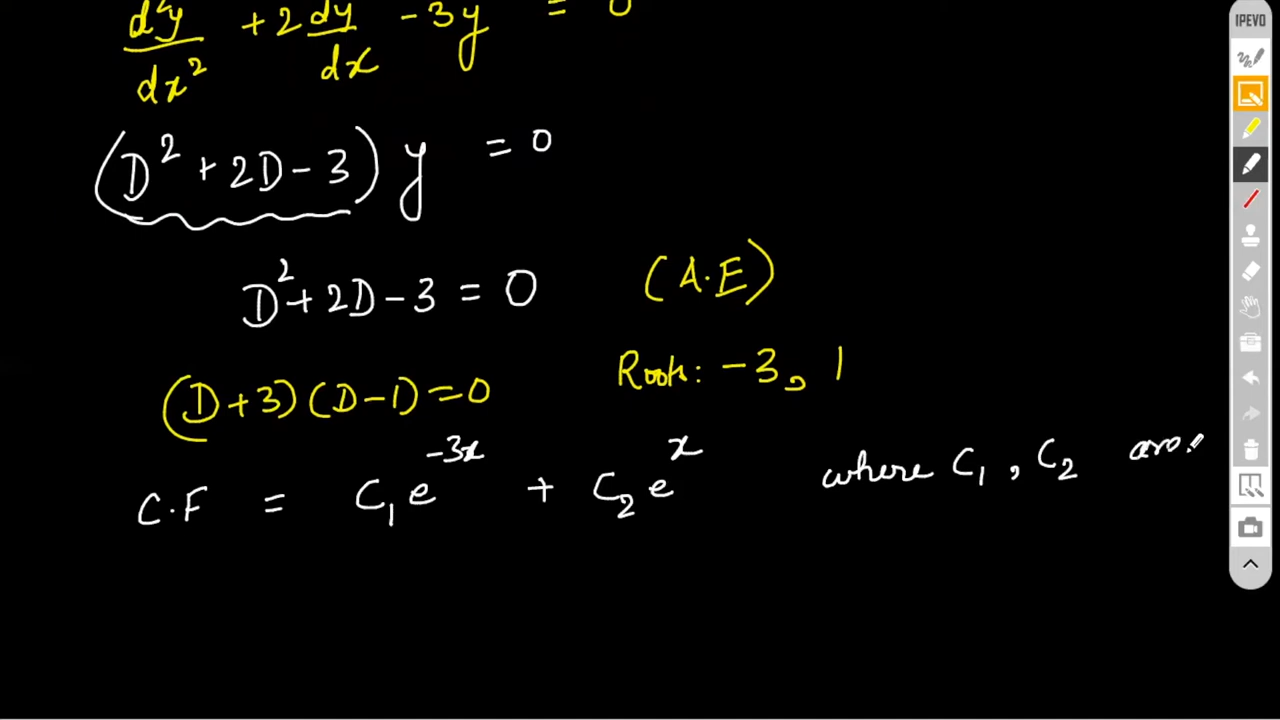 d²y/dx² + 2 dy/dx - 3y = 0
(D² + 2D - 3) y = 0
D² + 2D - 3 = 0 (A.E)
(D + 3) (D - 1) = 0 Roots: -3, 1
C.F = C₁e⁻³ˣ + C₂eˣ where C₁, C₂ are
IPEVO